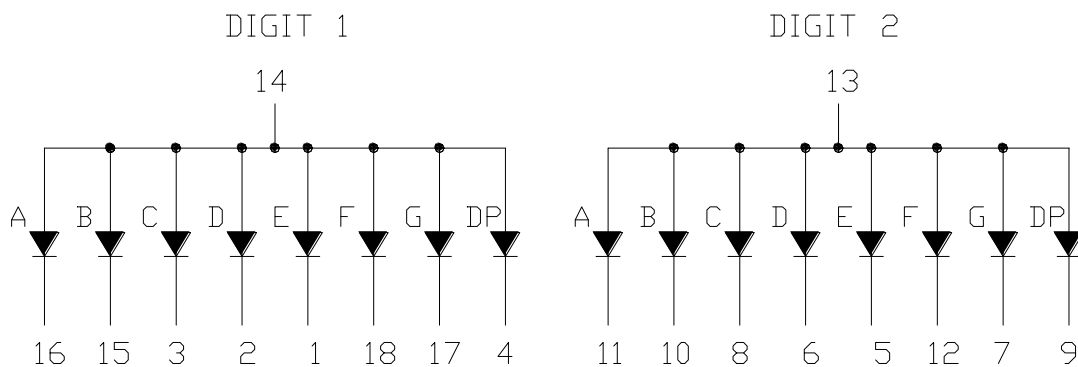 DIGIT 1 DIGIT 2
14 13
A B C D E F G DP A B C D E F G DP
16 15 3 2 1 18 17 4 11 10 8 6 5 12 7 9